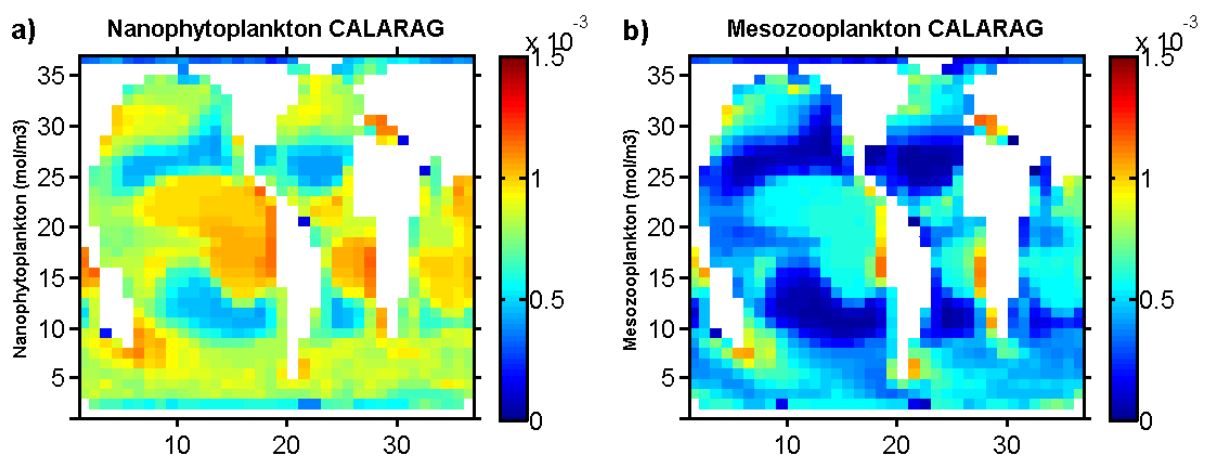 a) Nanophytoplankton CALARAG
x 10-3
1.5
1
0.5
0
Nanophytoplankton (mol/m3)
35
30
25
20
15
10
5
10 20 30
b) Mesozooplankton CALARAG
x 10-3
1.5
1
0.5
0
Mesozooplankton (mol/m3)
35
30
25
20
15
10
5
10 20 30